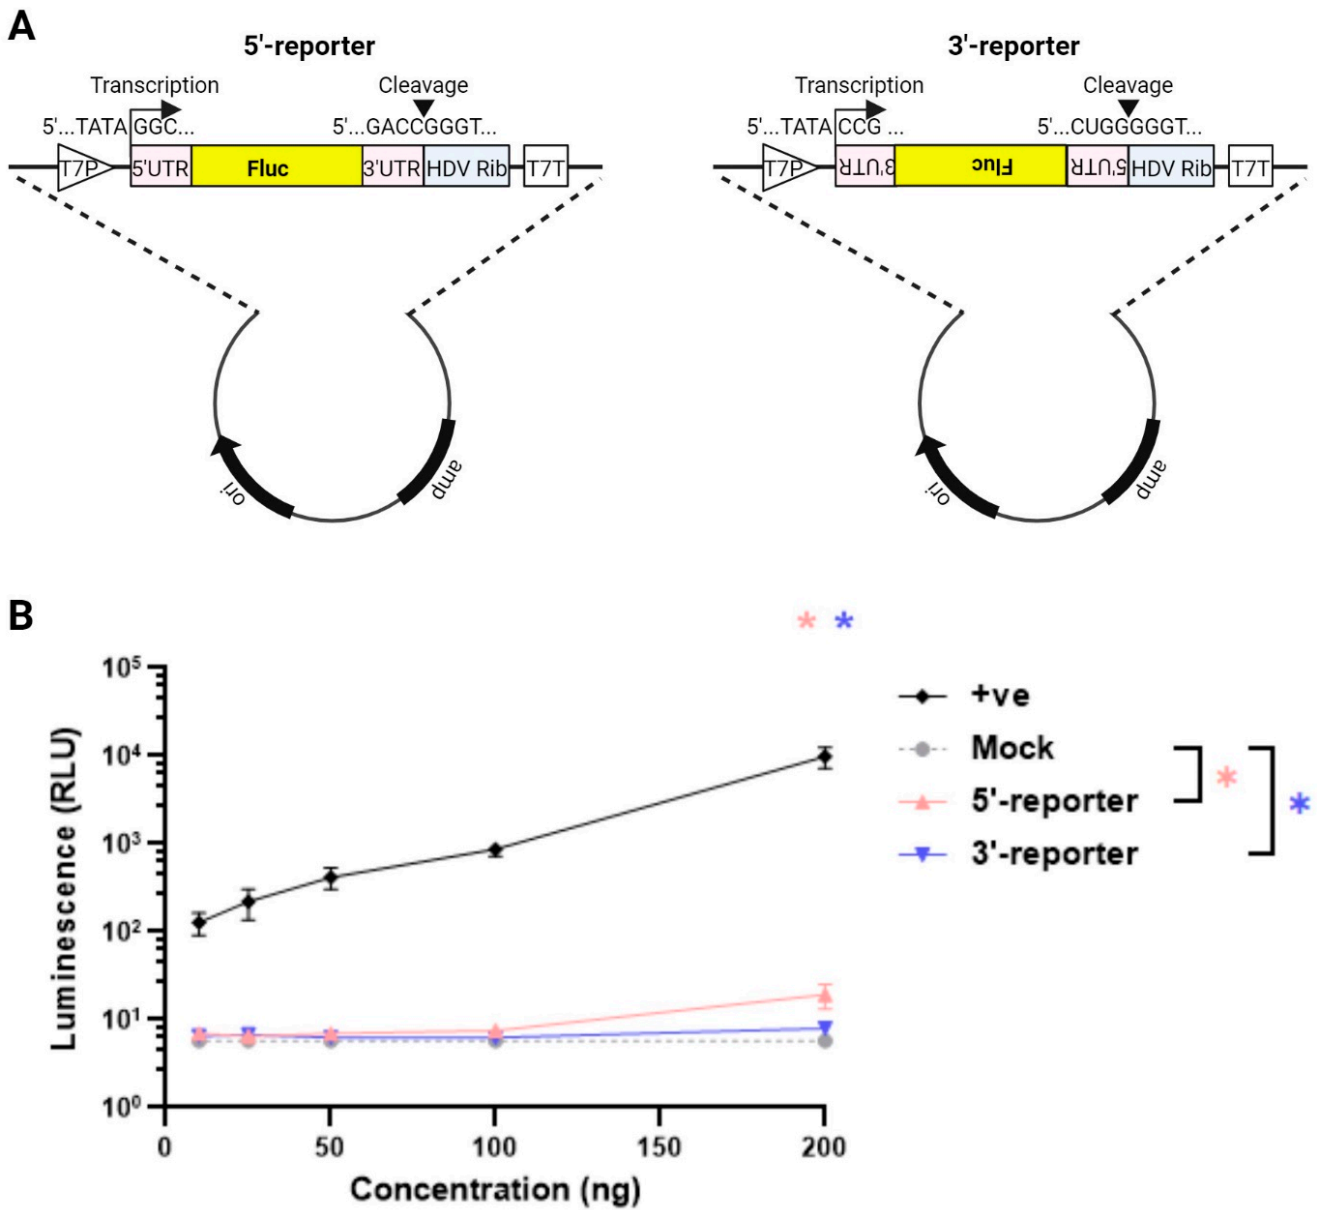 A
5'-reporter
3'-reporter
Transcription
Cleavage
Transcription
Cleavage
5'...TATA GGC...
5'...GACCGGGT...
5'...TATA CCG ...
5'...CUGGGGGT...
T7P
5'UTR
Fluc
3'UTR
HDV Rib
T7T
T7P
3'UTR
Fluc
5'UTR
HDV Rib
T7T
ori
amp
ori
amp
B
* *
10⁵
10⁴
10³
10²
10¹
10⁰
Luminescence (RLU)
0
50
100
150
200
Concentration (ng)
+ve
Mock
5'-reporter
3'-reporter
*
*